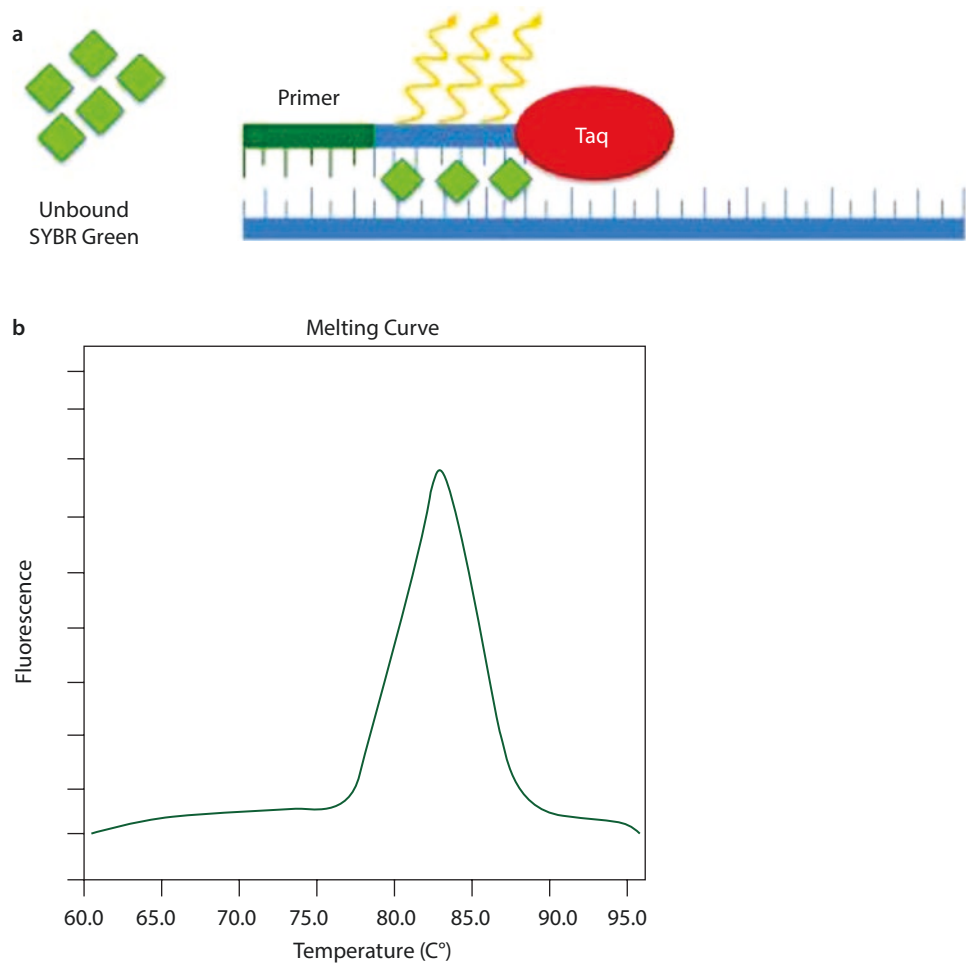 a
Primer
Taq
Unbound
SYBR Green
b
Melting Curve
Fluorescence
60.0 65.0 70.0 75.0 80.0 85.0 90.0 95.0
Temperature (C°)